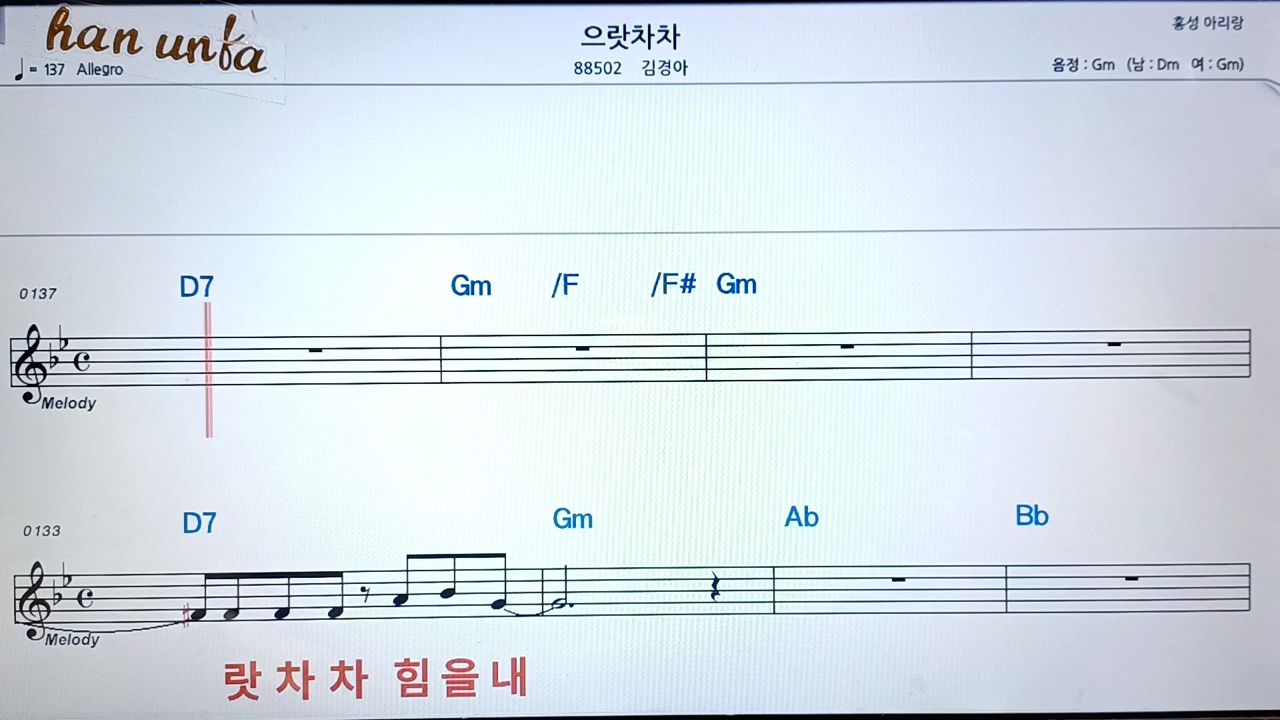 han unfa
으랏차차
홍성 아리랑
♩= 137 Allegro
88502 김경아
음정 : Gm (남 : Dm 여 : Gm)
0137 D7 Gm /F /F# Gm
Melody
0133 D7 Gm Ab Bb
Melody
랏 차 차 힘 을 내